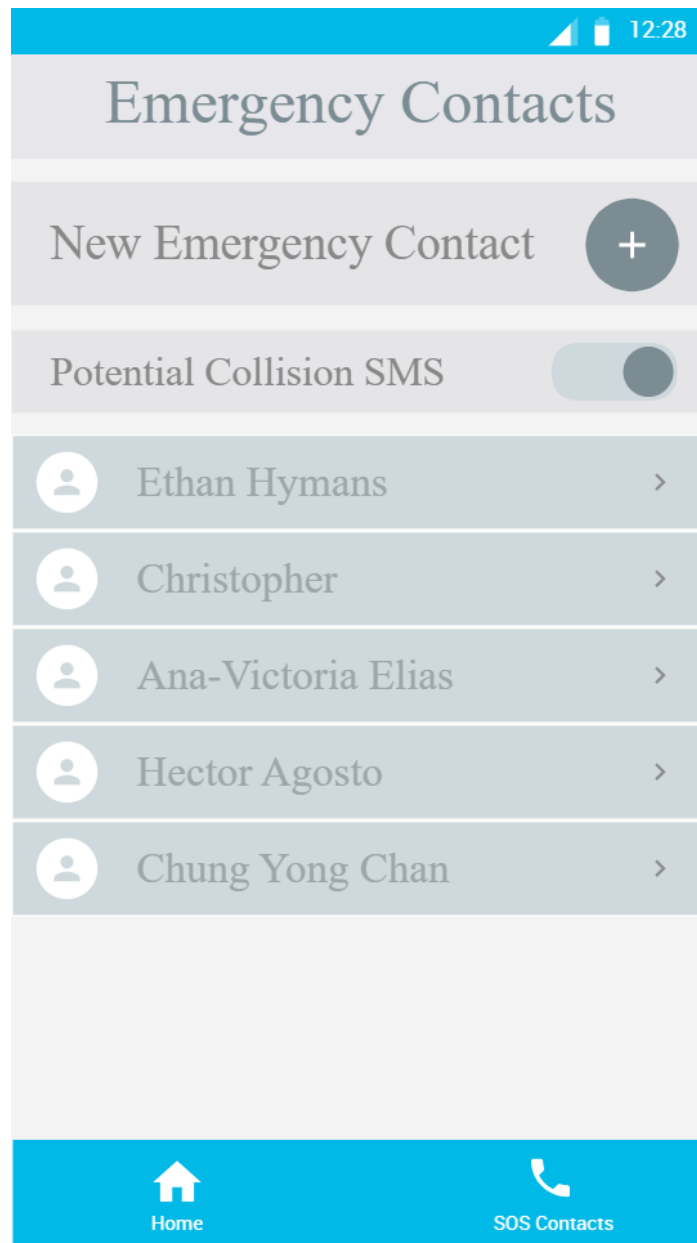 12:28
Emergency Contacts
New Emergency Contact
Potential Collision SMS
Ethan Hymans
Christopher
Ana-Victoria Elias
Hector Agosto
Chung Yong Chan
Home SOS Contacts